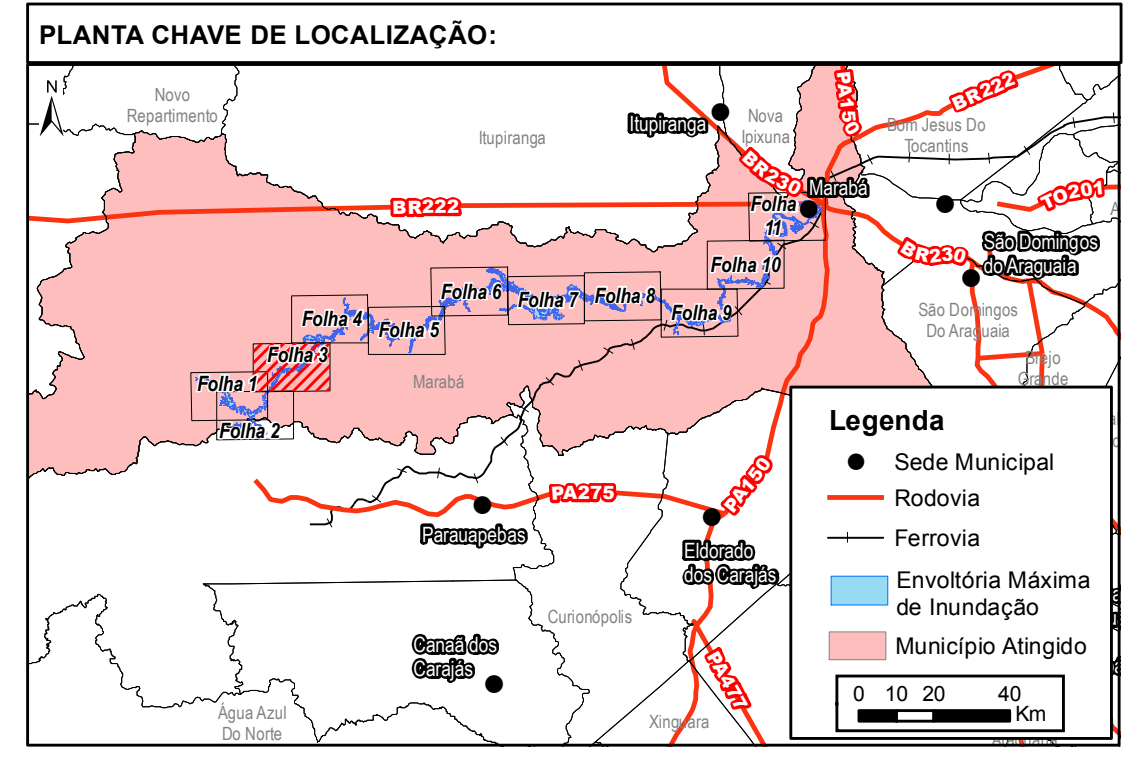 PLANTA CHAVE DE LOCALIZAÇÃO:
N
Novo
Repartimento
Itupiranga
Itupiranga
Nova
Ipixuna
PA150
BR222
Bom Jesus Do
Tocantins
BR230
Marabá
TO201
BR222
Folha
11
BR230
São Domingos
do Araguaia
Folha 10
Folha 6
Folha 7
Folha 8
Folha 9
São Domingos
Do Araguaia
Folha 4
Folha 5
Folha 3
Brejo
Grande
Folha 1
Marabá
Folha 2
PA275
PA150
Parauapebas
Eldorado
dos Carajás
Curionópolis
Canaã dos
Carajás
PA477
Água Azul
Do Norte
Xinguara
Legenda
Sede Municipal
Rodovia
Ferrovia
Envoltória Máxima
de Inundação
Município Atingido
0 10 20 40
Km